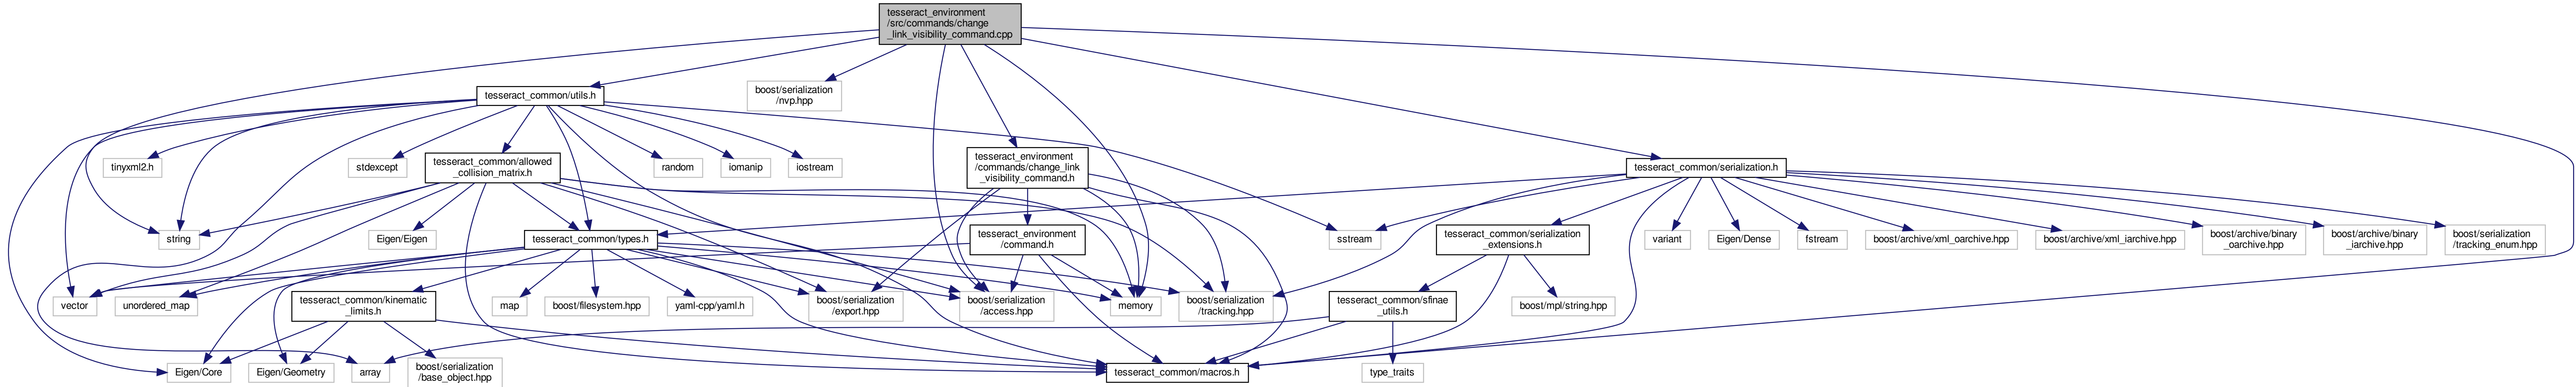 tesseract_environment
/src/commands/change
_link_visibility_command.cpp
tesseract_common/utils.h
boost/serialization
/nvp.hpp
tesseract_environment
/commands/change_link
_visibility_command.h
tesseract_common/serialization.h
tinyxml2.h
stdexcept
tesseract_common/allowed
_collision_matrix.h
random
iomanip
iostream
string
Eigen/Eigen
tesseract_common/types.h
tesseract_environment
/command.h
sstream
tesseract_common/serialization
_extensions.h
variant
Eigen/Dense
fstream
boost/archive/xml_oarchive.hpp
boost/archive/xml_iarchive.hpp
boost/archive/binary
_oarchive.hpp
boost/archive/binary
_iarchive.hpp
boost/serialization
/tracking_enum.hpp
vector
unordered_map
tesseract_common/kinematic
_limits.h
map
boost/filesystem.hpp
yaml-cpp/yaml.h
boost/serialization
/export.hpp
boost/serialization
/access.hpp
memory
boost/serialization
/tracking.hpp
tesseract_common/sfinae
_utils.h
boost/mpl/string.hpp
Eigen/Core
Eigen/Geometry
array
boost/serialization
/base_object.hpp
tesseract_common/macros.h
type_traits